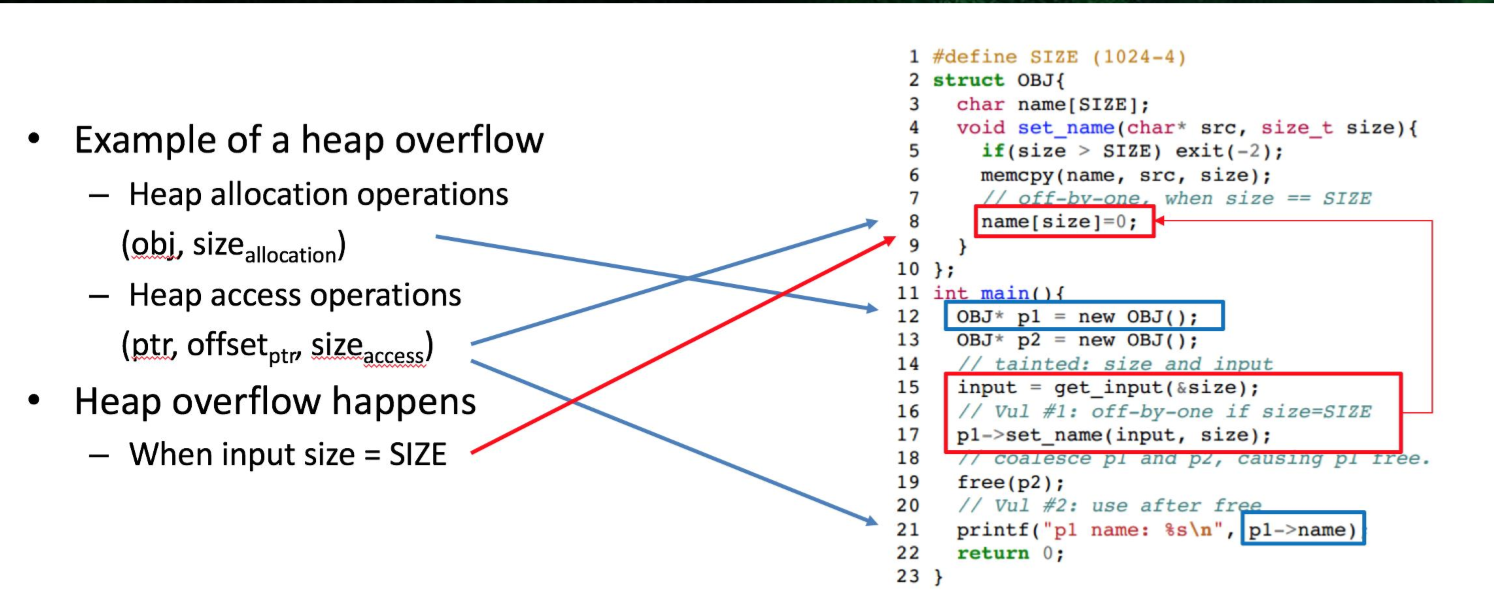 • Example of a heap overflow
– Heap allocation operations
(obj, size_allocation)
– Heap access operations
(ptr, offset_ptr, size_access)
• Heap overflow happens
– When input size = SIZE
1 #define SIZE (1024-4)
2 struct OBJ{
3 char name[SIZE];
4 void set_name(char* src, size_t size){
5 if(size > SIZE) exit(-2);
6 memcpy(name, src, size);
7 // off-by-one, when size == SIZE
8 name[size]=0;
9 }
10 };
11 int main(){
12 OBJ* p1 = new OBJ();
13 OBJ* p2 = new OBJ();
14 // tainted: size and input
15 input = get_input(&size);
16 // Vul #1: off-by-one if size=SIZE
17 p1->set_name(input, size);
18 // coalesce p1 and p2, causing p1 free.
19 free(p2);
20 // Vul #2: use after free
21 printf("p1 name: %s\n", p1->name)
22 return 0;
23 }